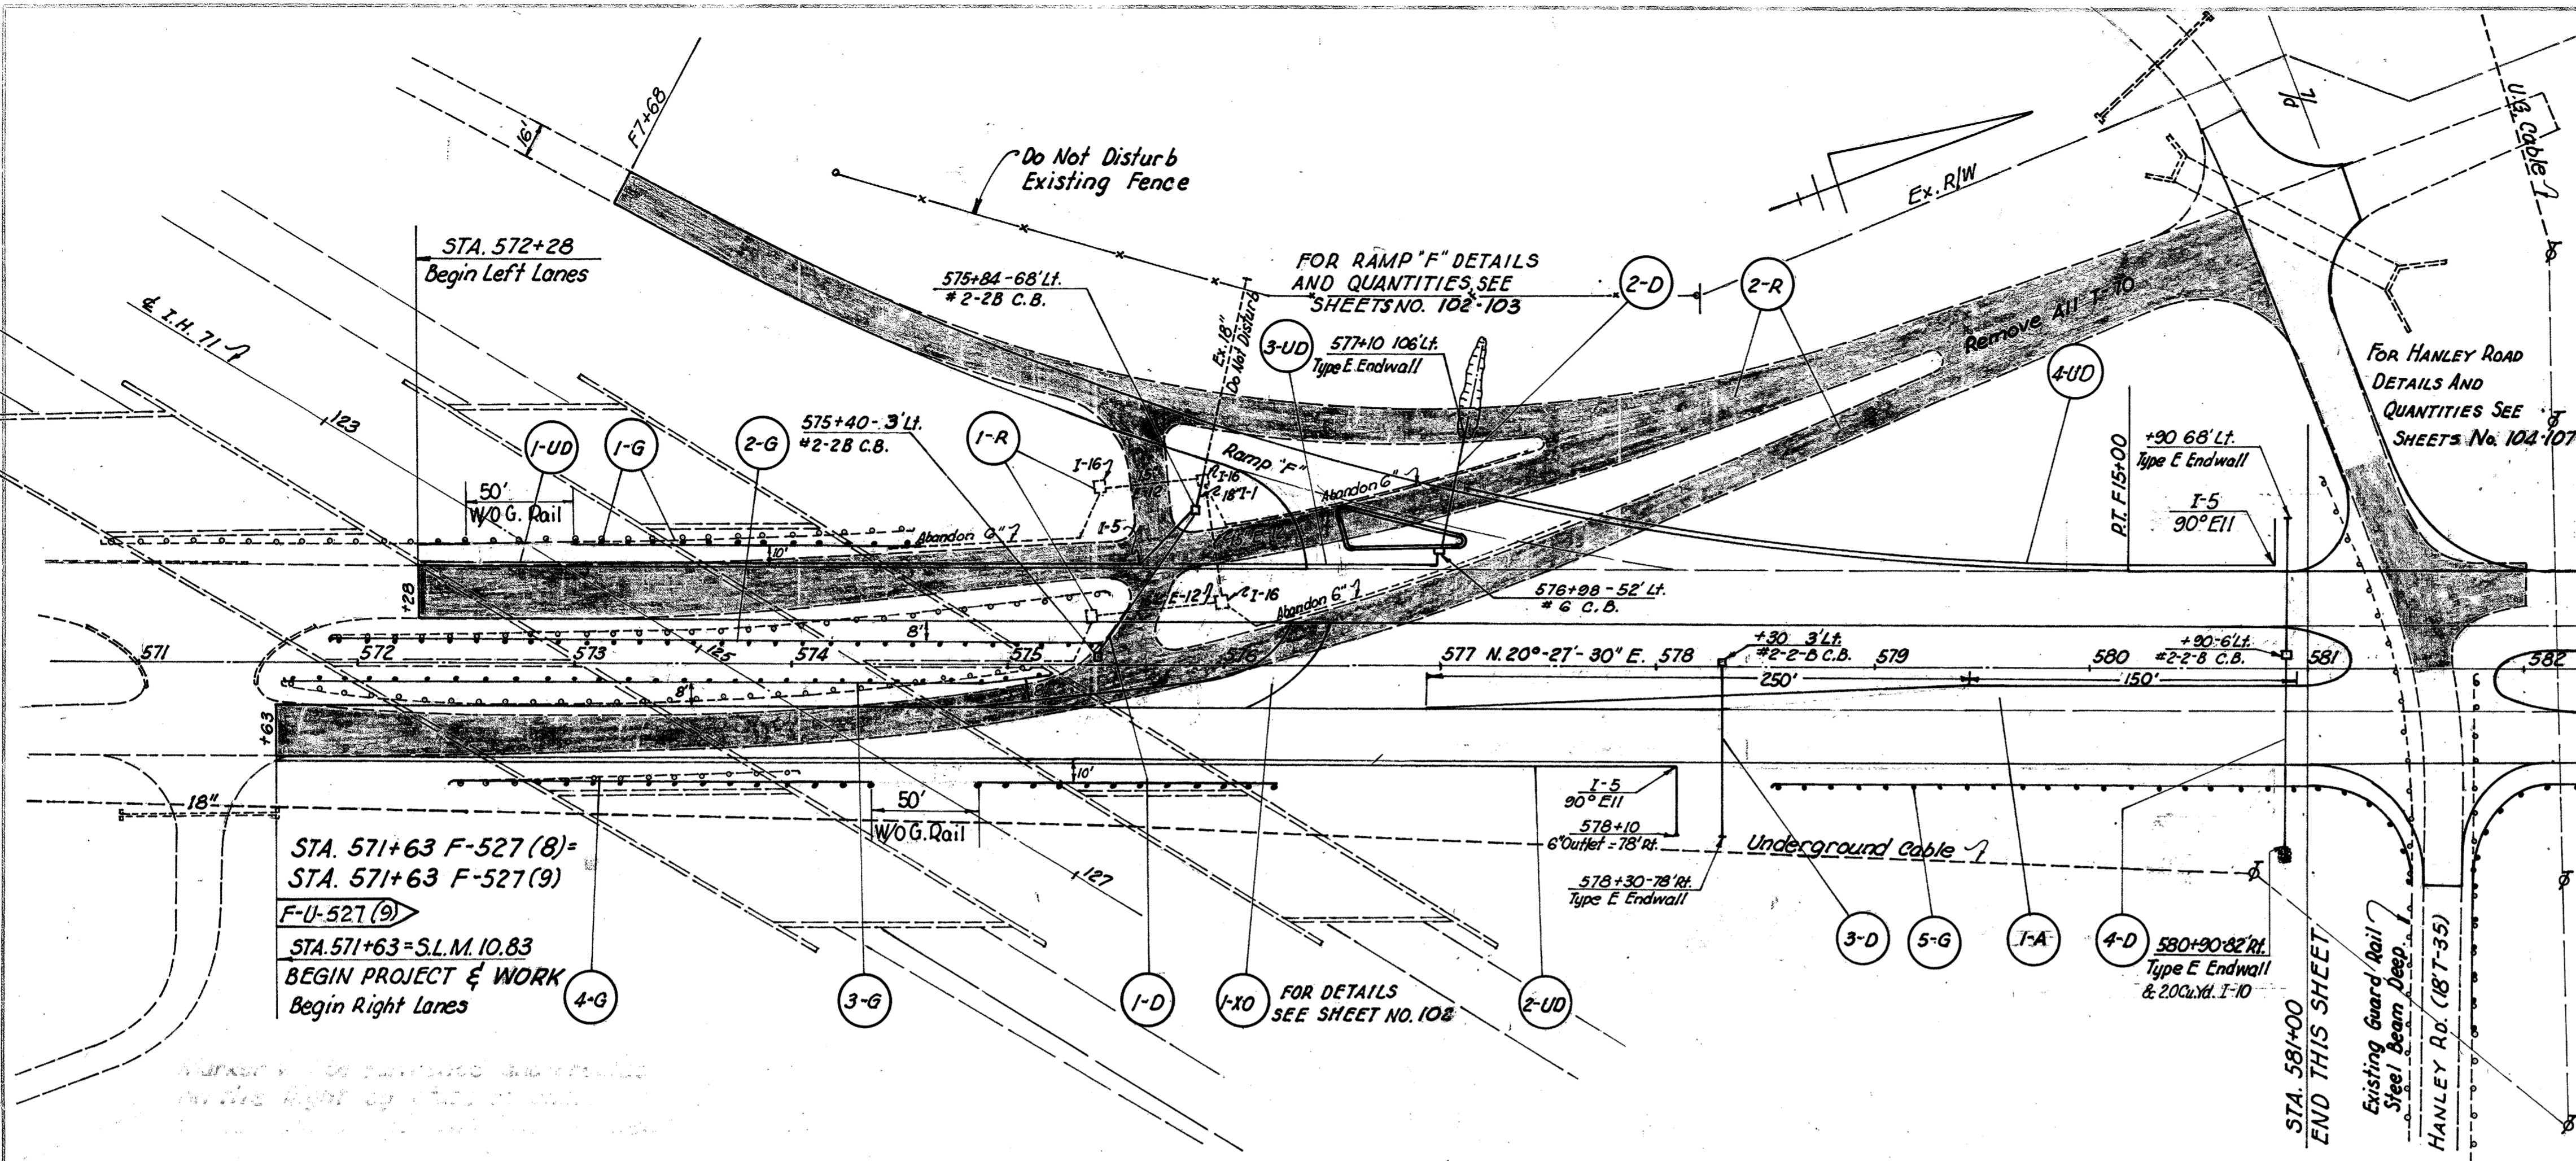 16'
F7+68
Do Not Disturb
Existing Fence
Ex. R/W
U.G. Cable
STA. 572+28
Begin Left Lanes
℄ I.H. 71
575+84-68' Lt.
# 2-2B C.B.
Ex. 18"
Do Not Disturb
FOR RAMP "F" DETAILS
AND QUANTITIES SEE
SHEETS NO. 102-103
3-UD
577+10 106' Lt.
Type E Endwall
2-D
2-R
Remove All T-70
4-UD
FOR HANLEY ROAD
DETAILS AND
QUANTITIES SEE
SHEETS No. 104-107
123
1-UD
1-G
2-G
575+40-3' Lt.
#2-2B C.B.
1-R
I-16
E-12
I-16
18" I-1
Ramp "F"
Abandon 6"
P.T. F15+00
+90 68' Lt.
Type E Endwall
I-5
90° Ell
50'
W/O G. Rail
Abandon 6"
I-5
10'
+28
E-12
I-16
Abandon 6"
576+98-52' Lt.
# 6 C.B.
8'
571
572
573
125
574
575
576
577 N. 20°-27'-30" E. 578
+30 3' Lt.
#2-2-B C.B.
579
580
+90-6' Lt.
#2-2-B C.B.
581
582
250'
150'
8'
8'
+63
10'
18"
50'
W/O G. Rail
I-5
90° Ell
578+10
6" Outlet = 78' Rt.
Underground Cable
578+30-78' Rt.
Type E Endwall
STA. 571+63 F-527 (8)=
STA. 571+63 F-527 (9)
F-U-527 (9)
STA. 571+63 = S.L.M. 10.83
BEGIN PROJECT & WORK
Begin Right Lanes
127
4-G
3-G
1-D
1-XO
FOR DETAILS
SEE SHEET NO. 108
2-UD
3-D
5-G
1-A
4-D
580+90-82' Rt.
Type E Endwall
& 2.0 Cu.Yd. I-10
STA. 581+00
END THIS SHEET
Existing Guard Rail
Steel Beam Deep.
HANLEY RD. (18' T-35)